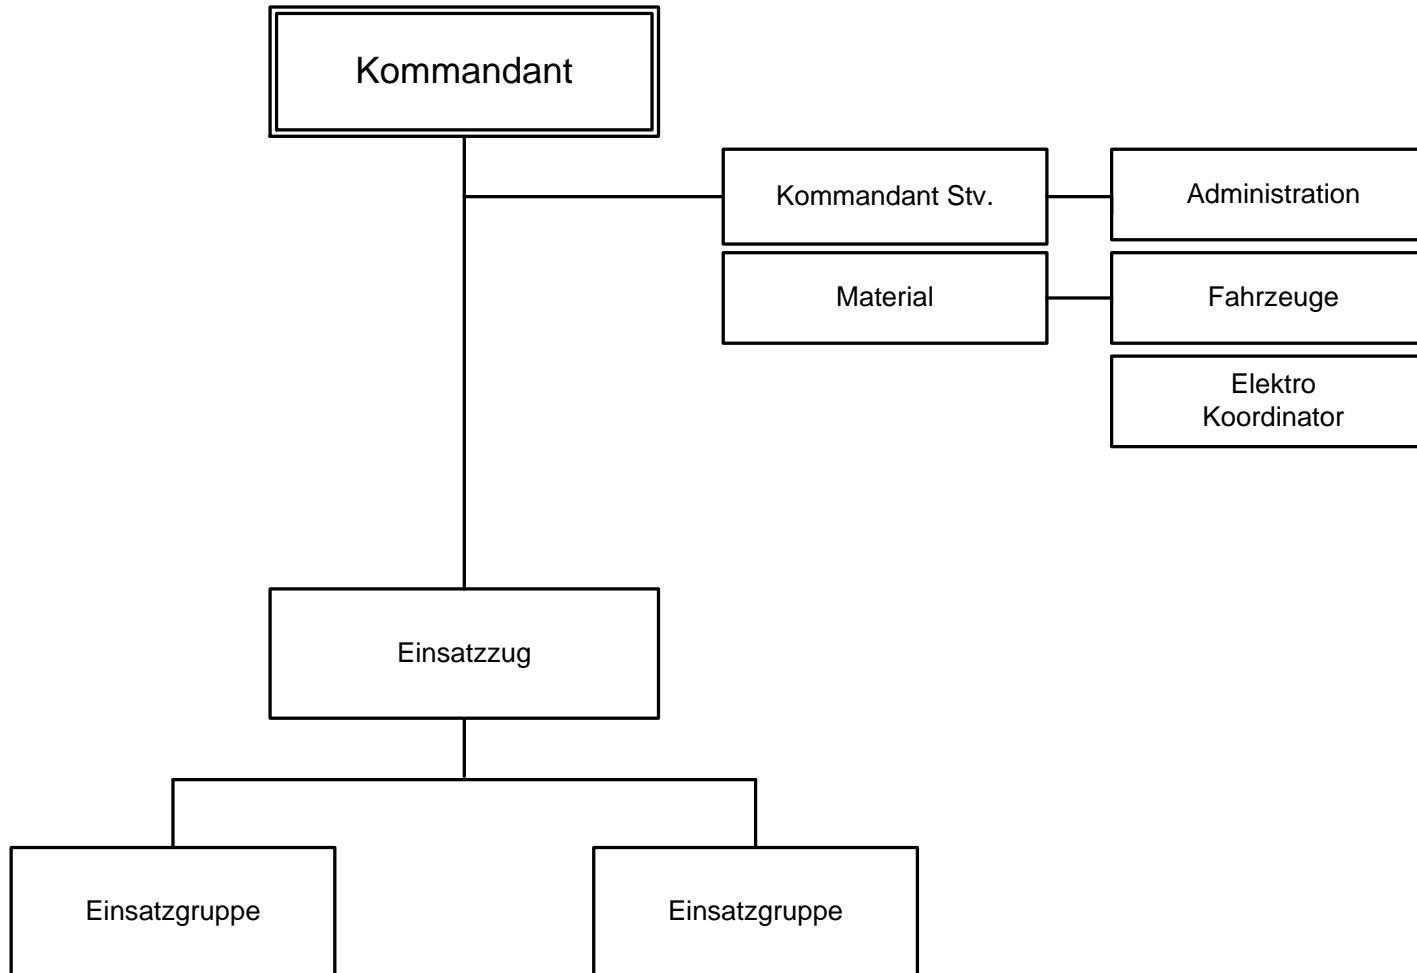 Kommandant
Kommandant Stv.
Administration
Material
Fahrzeuge
Elektro
Koordinator
Einsatzzug
Einsatzgruppe
Einsatzgruppe